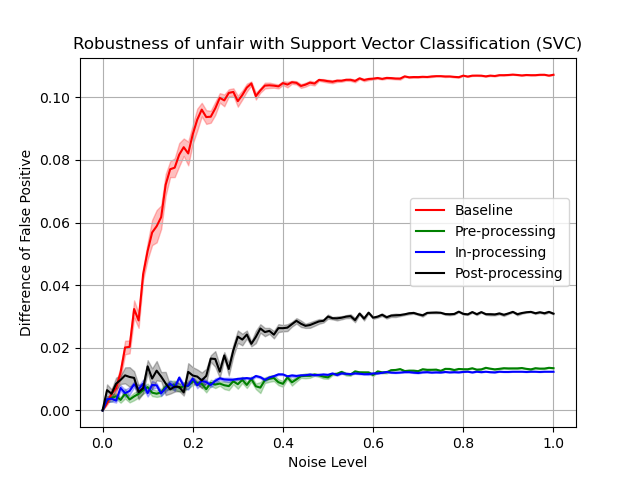 Robustness of unfair with Support Vector Classification (SVC)
Difference of False Positive
0.10
0.08
0.06
0.04
0.02
0.00
Baseline
Pre-processing
In-processing
Post-processing
0.0 0.2 0.4 0.6 0.8 1.0
Noise Level